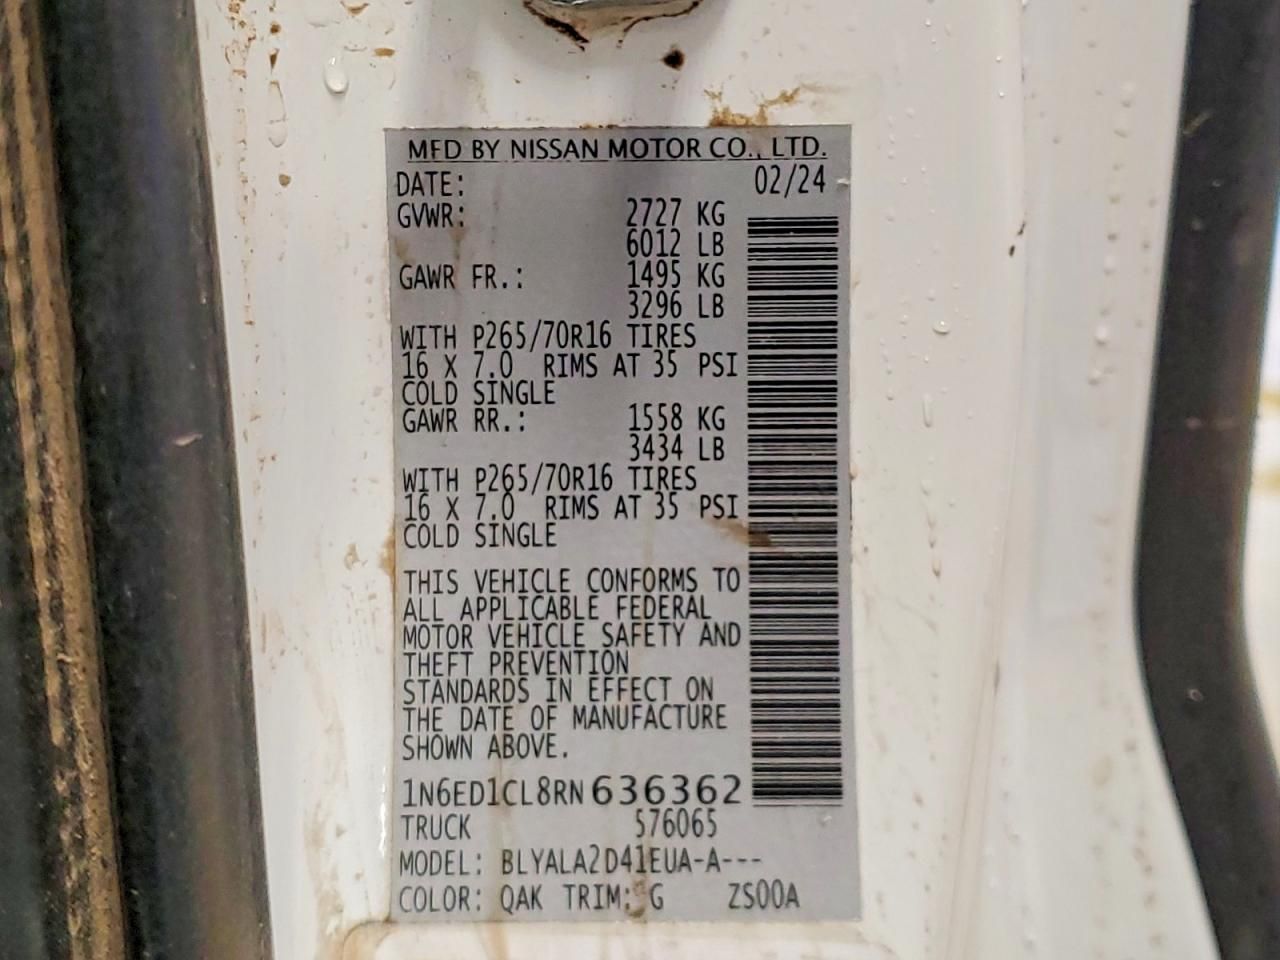 MFD BY NISSAN MOTOR CO., LTD.
DATE: 02/24
GVWR: 2727 KG
6012 LB
GAWR FR.: 1495 KG
3296 LB
WITH P265/70R16 TIRES
16 X 7.0 RIMS AT 35 PSI
COLD SINGLE
GAWR RR.: 1558 KG
3434 LB
WITH P265/70R16 TIRES
16 X 7.0 RIMS AT 35 PSI
COLD SINGLE
THIS VEHICLE CONFORMS TO
ALL APPLICABLE FEDERAL
MOTOR VEHICLE SAFETY AND
THEFT PREVENTION
STANDARDS IN EFFECT ON
THE DATE OF MANUFACTURE
SHOWN ABOVE.
1N6ED1CL8RN636362
TRUCK 576065
MODEL: BLYALA2D41EUA-A---
COLOR: QAK TRIM: G ZS00A